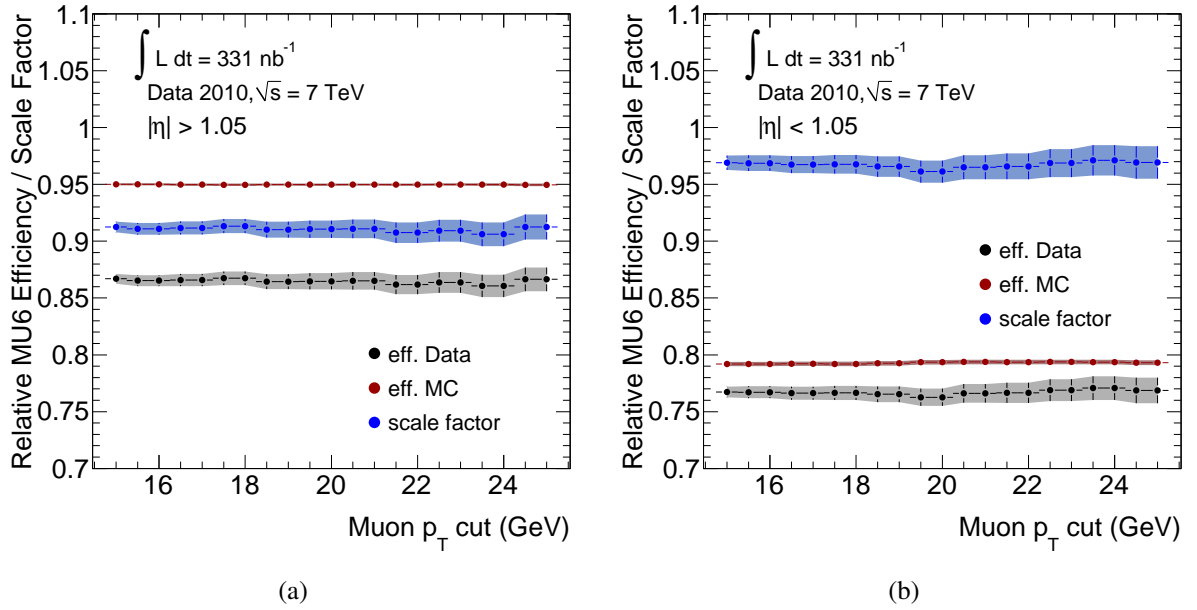 Relative MU6 Efficiency / Scale Factor
1.1
1.05
1
0.95
0.9
0.85
0.8
0.75
0.7
∫ L dt = 331 nb⁻¹
Data 2010, √s = 7 TeV
|η| > 1.05
eff. Data
eff. MC
scale factor
16 18 20 22 24
Muon p_T cut (GeV)
(a)
Relative MU6 Efficiency / Scale Factor
1.1
1.05
1
0.95
0.9
0.85
0.8
0.75
0.7
∫ L dt = 331 nb⁻¹
Data 2010, √s = 7 TeV
|η| < 1.05
eff. Data
eff. MC
scale factor
16 18 20 22 24
Muon p_T cut (GeV)
(b)